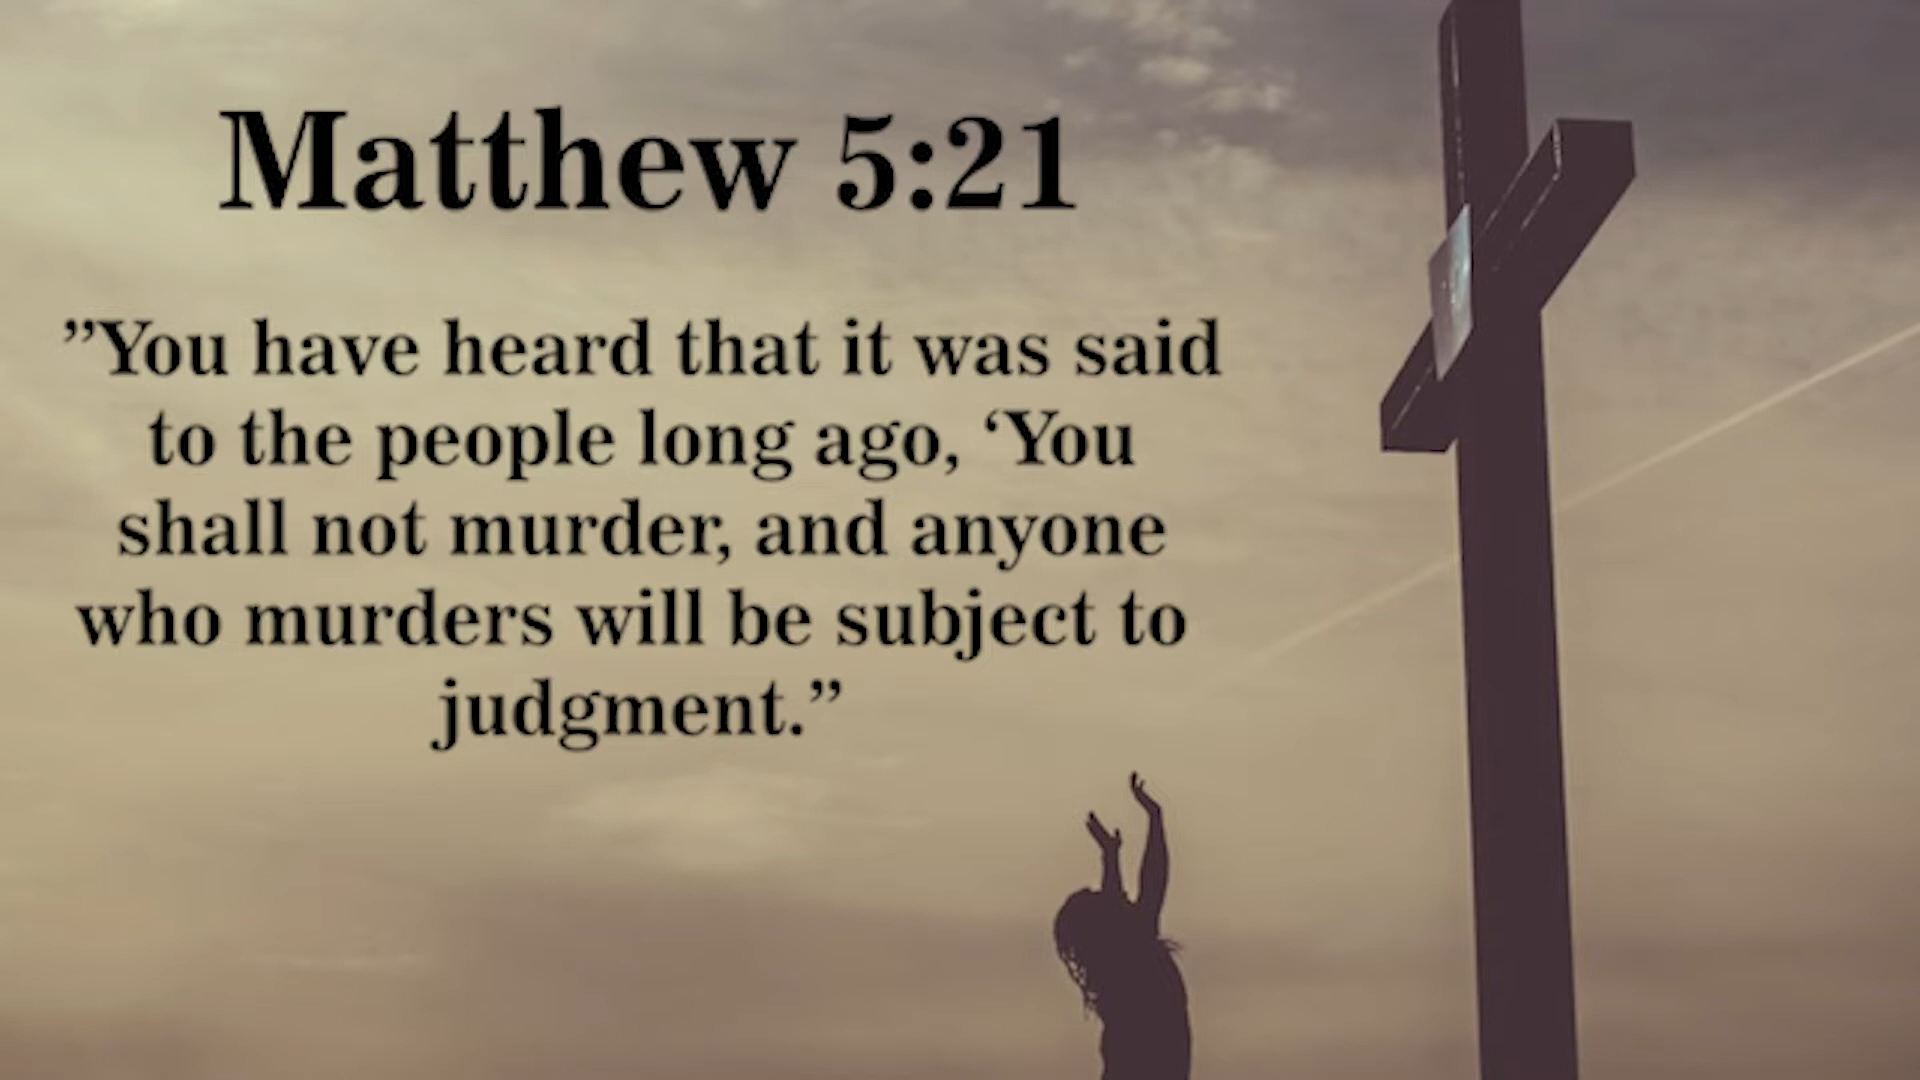 Matthew 5:21
”You have heard that it was said
to the people long ago, ‘You
shall not murder, and anyone
who murders will be subject to
judgment.”